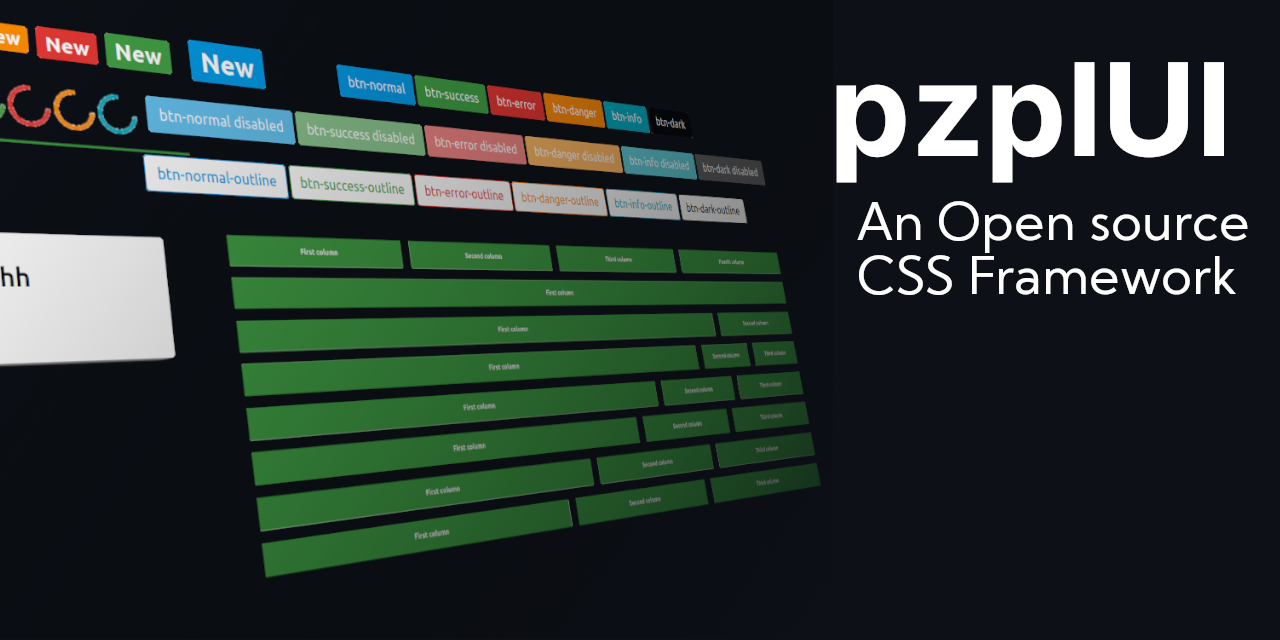 ew New New New
btn-normal btn-success btn-error btn-danger btn-info btn-dark
btn-normal disabled btn-success disabled btn-error disabled btn-danger disabled btn-info disabled btn-dark disabled
btn-normal-outline btn-success-outline btn-error-outline btn-danger-outline btn-info-outline btn-dark-outline
hh
First column Second column Third column Fourth column
First column
First column Second column
First column Second column Third column
First column Second column Third column
First column Second column Third column
First column Second column Third column
First column Second column Third column
pzplUI
An Open source
CSS Framework